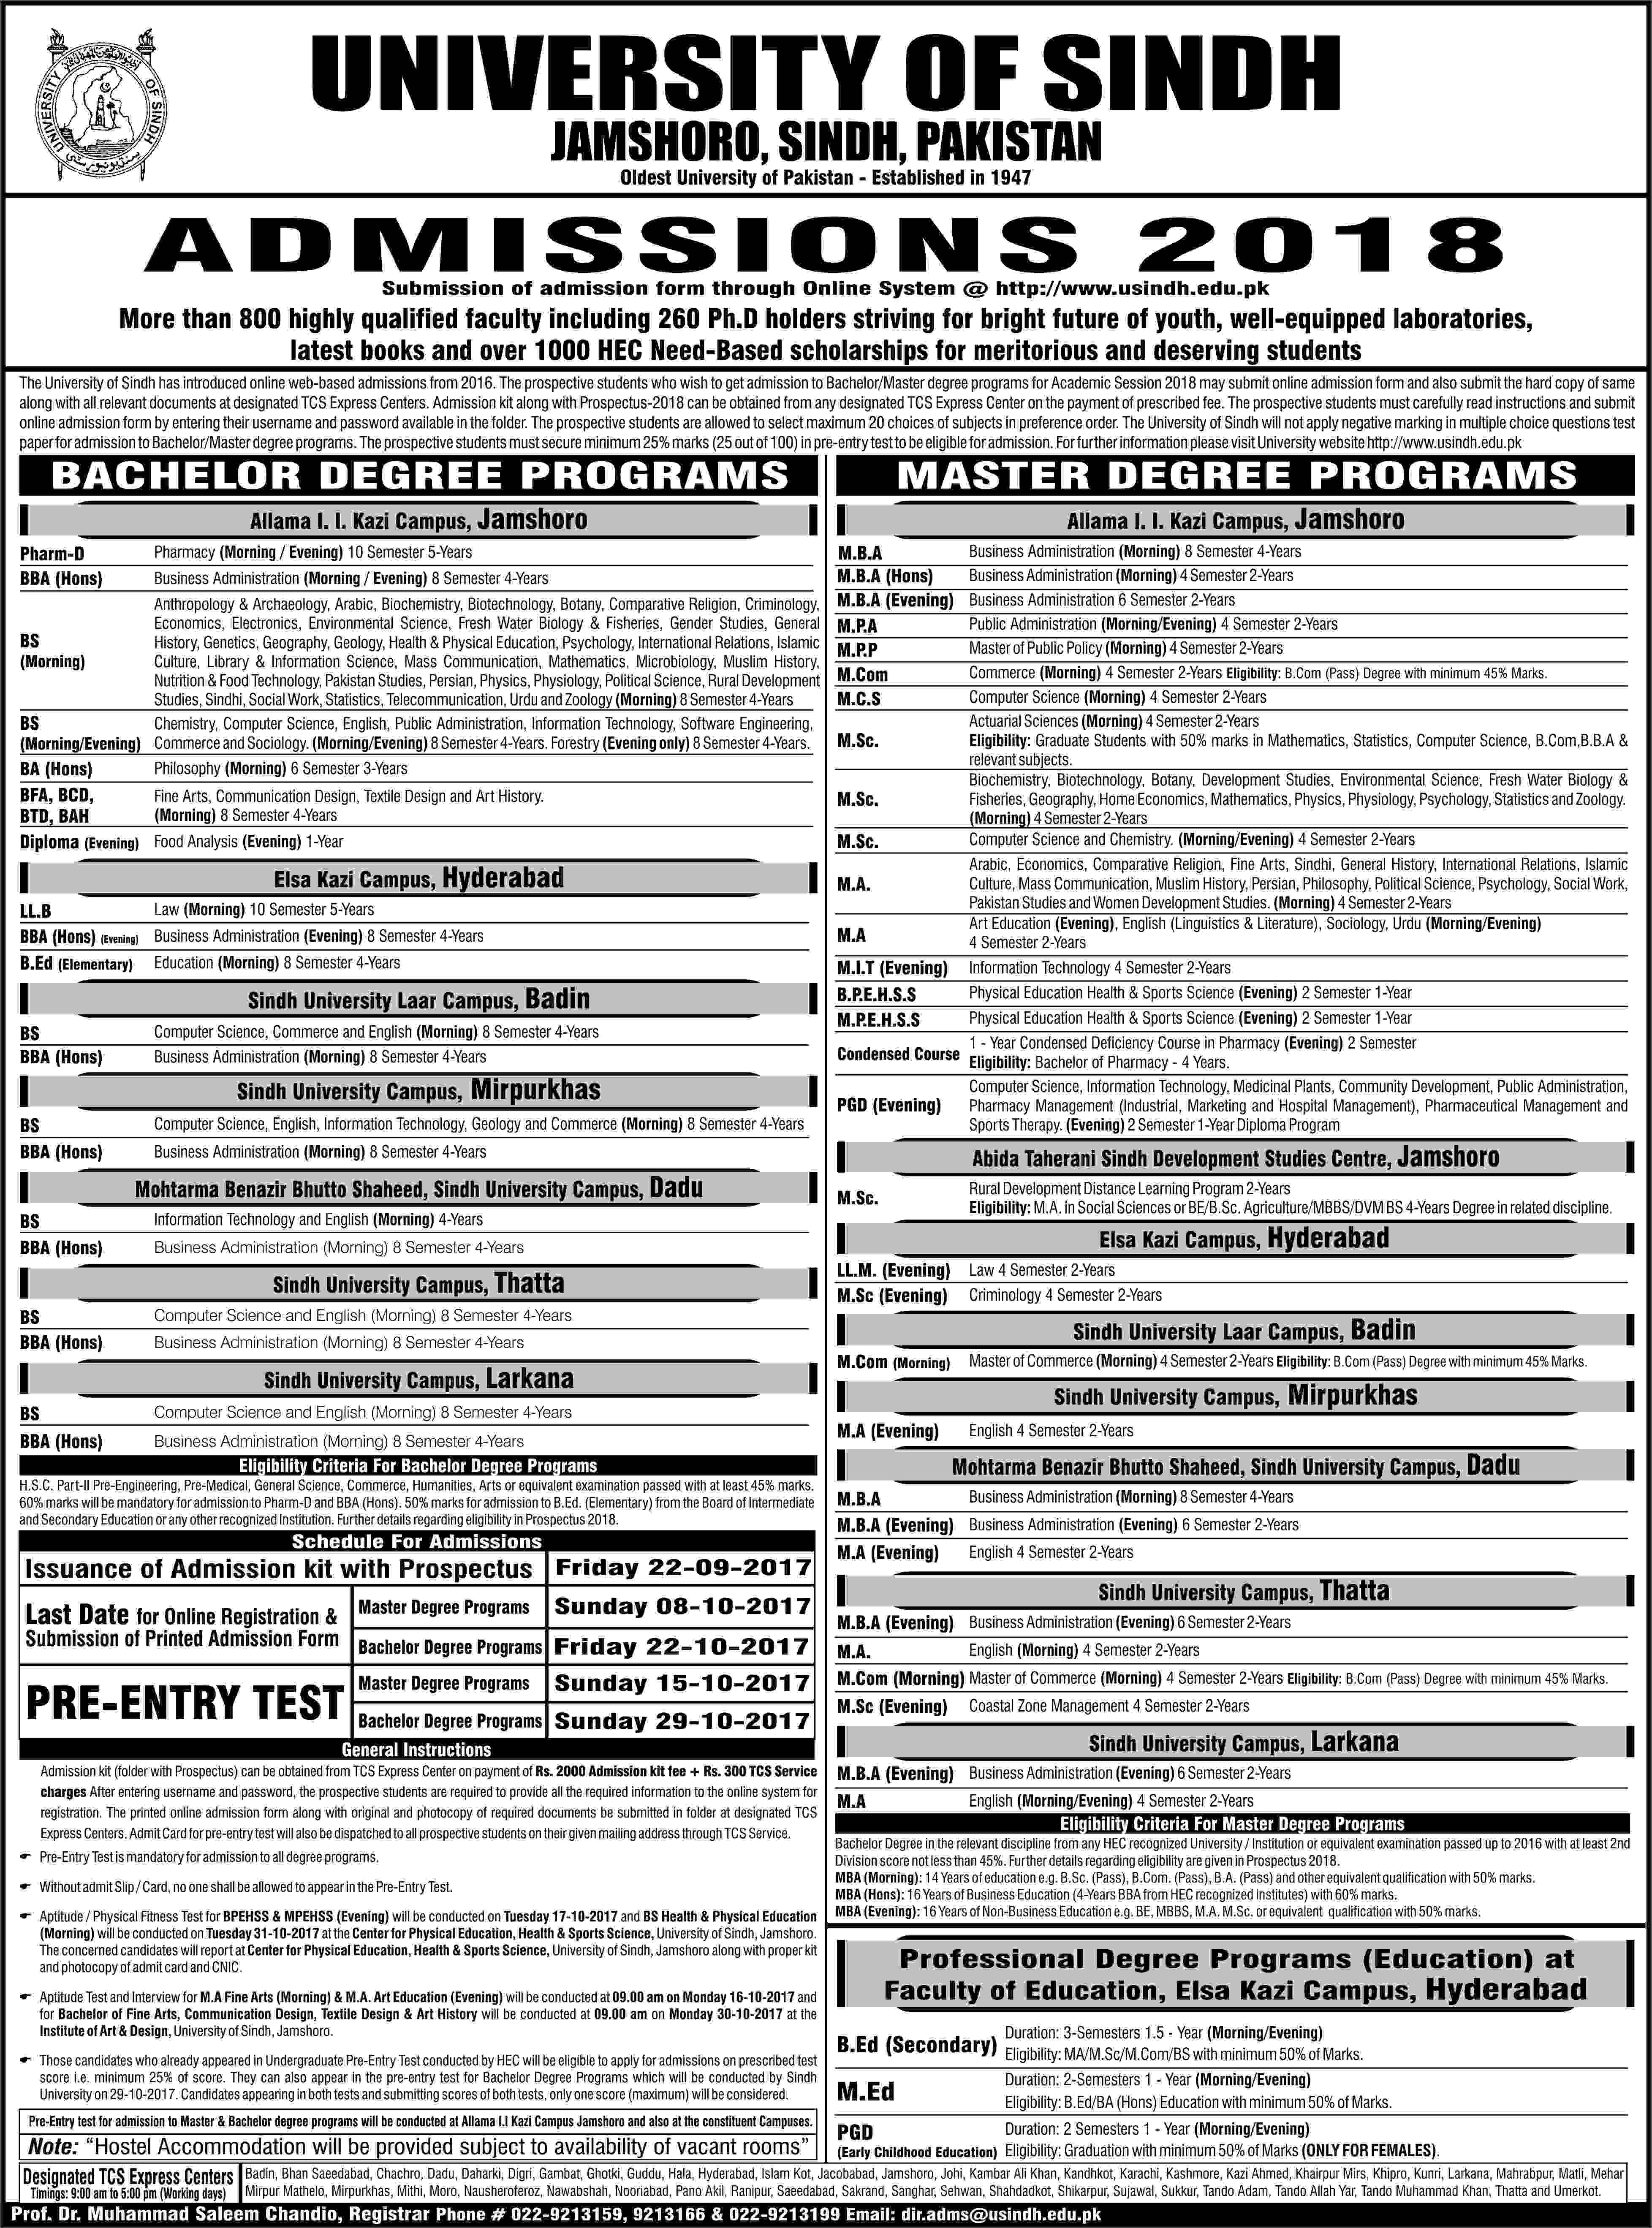 UNIVERSITY OF SINDH
UNIVERSITY OF SINDH
JAMSHORO, SINDH, PAKISTAN
Oldest University of Pakistan - Established in 1947
ADMISSIONS 2018
Submission of admission form through Online System @ http://www.usindh.edu.pk
More than 800 highly qualified faculty including 260 Ph.D holders striving for bright future of youth, well-equipped laboratories,
latest books and over 1000 HEC Need-Based scholarships for meritorious and deserving students
The University of Sindh has introduced online web-based admissions from 2016. The prospective students who wish to get admission to Bachelor/Master degree programs for Academic Session 2018 may submit online admission form and also submit the hard copy of same
along with all relevant documents at designated TCS Express Centers. Admission kit along with Prospectus-2018 can be obtained from any designated TCS Express Center on the payment of prescribed fee. The prospective students must carefully read instructions and submit
online admission form by entering their username and password available in the folder. The prospective students are allowed to select maximum 20 choices of subjects in preference order. The University of Sindh will not apply negative marking in multiple choice questions test
paper for admission to Bachelor/Master degree programs. The prospective students must secure minimum 25% marks (25 out of 100) in pre-entry test to be eligible for admission. For further information please visit University website http://www.usindh.edu.pk
BACHELOR DEGREE PROGRAMS
Allama I. I. Kazi Campus, Jamshoro
Pharm-D Pharmacy (Morning / Evening) 10 Semester 5-Years
BBA (Hons) Business Administration (Morning / Evening) 8 Semester 4-Years
BS
(Morning)
Anthropology & Archaeology, Arabic, Biochemistry, Biotechnology, Botany, Comparative Religion, Criminology,
Economics, Electronics, Environmental Science, Fresh Water Biology & Fisheries, Gender Studies, General
History, Genetics, Geography, Geology, Health & Physical Education, Psychology, International Relations, Islamic
Culture, Library & Information Science, Mass Communication, Mathematics, Microbiology, Muslim History,
Nutrition & Food Technology, Pakistan Studies, Persian, Physics, Physiology, Political Science, Rural Development
Studies, Sindhi, Social Work, Statistics, Telecommunication, Urdu and Zoology (Morning) 8 Semester 4-Years
BS
(Morning/Evening)
Chemistry, Computer Science, English, Public Administration, Information Technology, Software Engineering,
Commerce and Sociology. (Morning/Evening) 8 Semester 4-Years. Forestry (Evening only) 8 Semester 4-Years.
BA (Hons) Philosophy (Morning) 6 Semester 3-Years
BFA, BCD,
BTD, BAH
Fine Arts, Communication Design, Textile Design and Art History.
(Morning) 8 Semester 4-Years
Diploma (Evening) Food Analysis (Evening) 1-Year
Elsa Kazi Campus, Hyderabad
LL.B Law (Morning) 10 Semester 5-Years
BBA (Hons) (Evening) Business Administration (Evening) 8 Semester 4-Years
B.Ed (Elementary) Education (Morning) 8 Semester 4-Years
Sindh University Laar Campus, Badin
BS Computer Science, Commerce and English (Morning) 8 Semester 4-Years
BBA (Hons) Business Administration (Morning) 8 Semester 4-Years
Sindh University Campus, Mirpurkhas
BS Computer Science, English, Information Technology, Geology and Commerce (Morning) 8 Semester 4-Years
BBA (Hons) Business Administration (Morning) 8 Semester 4-Years
Mohtarma Benazir Bhutto Shaheed, Sindh University Campus, Dadu
BS Information Technology and English (Morning) 4-Years
BBA (Hons) Business Administration (Morning) 8 Semester 4-Years
Sindh University Campus, Thatta
BS Computer Science and English (Morning) 8 Semester 4-Years
BBA (Hons) Business Administration (Morning) 8 Semester 4-Years
Sindh University Campus, Larkana
BS Computer Science and English (Morning) 8 Semester 4-Years
BBA (Hons) Business Administration (Morning) 8 Semester 4-Years
Eligibility Criteria For Bachelor Degree Programs
H.S.C. Part-II Pre-Engineering, Pre-Medical, General Science, Commerce, Humanities, Arts or equivalent examination passed with at least 45% marks.
60% marks will be mandatory for admission to Pharm-D and BBA (Hons). 50% marks for admission to B.Ed. (Elementary) from the Board of Intermediate
and Secondary Education or any other recognized Institution. Further details regarding eligibility in Prospectus 2018.
Schedule For Admissions
Issuance of Admission kit with Prospectus Friday 22-09-2017
Last Date for Online Registration &
Submission of Printed Admission Form
Master Degree Programs Sunday 08-10-2017
Bachelor Degree Programs Friday 22-10-2017
PRE-ENTRY TEST
Master Degree Programs Sunday 15-10-2017
Bachelor Degree Programs Sunday 29-10-2017
General Instructions
Admission kit (folder with Prospectus) can be obtained from TCS Express Center on payment of Rs. 2000 Admission kit fee + Rs. 300 TCS Service
charges After entering username and password, the prospective students are required to provide all the required information to the online system for
registration. The printed online admission form along with original and photocopy of required documents be submitted in folder at designated TCS
Express Centers. Admit Card for pre-entry test will also be dispatched to all prospective students on their given mailing address through TCS Service.
☛ Pre-Entry Test is mandatory for admission to all degree programs.
☛ Without admit Slip / Card, no one shall be allowed to appear in the Pre-Entry Test.
☛ Aptitude / Physical Fitness Test for BPEHSS & MPEHSS (Evening) will be conducted on Tuesday 17-10-2017 and BS Health & Physical Education
(Morning) will be conducted on Tuesday 31-10-2017 at the Center for Physical Education, Health & Sports Science, University of Sindh, Jamshoro.
The concerned candidates will report at Center for Physical Education, Health & Sports Science, University of Sindh, Jamshoro along with proper kit
and photocopy of admit card and CNIC.
☛ Aptitude Test and Interview for M.A Fine Arts (Morning) & M.A. Art Education (Evening) will be conducted at 09.00 am on Monday 16-10-2017 and
for Bachelor of Fine Arts, Communication Design, Textile Design & Art History will be conducted at 09.00 am on Monday 30-10-2017 at the
Institute of Art & Design, University of Sindh, Jamshoro.
☛ Those candidates who already appeared in Undergraduate Pre-Entry Test conducted by HEC will be eligible to apply for admissions on prescribed test
score i.e. minimum 25% of score. They can also appear in the pre-entry test for Bachelor Degree Programs which will be conducted by Sindh
University on 29-10-2017. Candidates appearing in both tests and submitting scores of both tests, only one score (maximum) will be considered.
Pre-Entry test for admission to Master & Bachelor degree programs will be conducted at Allama I.I Kazi Campus Jamshoro and also at the constituent Campuses.
Note: “Hostel Accommodation will be provided subject to availability of vacant rooms”
MASTER DEGREE PROGRAMS
Allama I. I. Kazi Campus, Jamshoro
M.B.A Business Administration (Morning) 8 Semester 4-Years
M.B.A (Hons) Business Administration (Morning) 4 Semester 2-Years
M.B.A (Evening) Business Administration 6 Semester 2-Years
M.P.A Public Administration (Morning/Evening) 4 Semester 2-Years
M.P.P Master of Public Policy (Morning) 4 Semester 2-Years
M.Com Commerce (Morning) 4 Semester 2-Years Eligibility: B.Com (Pass) Degree with minimum 45% Marks.
M.C.S Computer Science (Morning) 4 Semester 2-Years
M.Sc.
Actuarial Sciences (Morning) 4 Semester 2-Years
Eligibility: Graduate Students with 50% marks in Mathematics, Statistics, Computer Science, B.Com,B.B.A &
relevant subjects.
M.Sc.
Biochemistry, Biotechnology, Botany, Development Studies, Environmental Science, Fresh Water Biology &
Fisheries, Geography, Home Economics, Mathematics, Physics, Physiology, Psychology, Statistics and Zoology.
(Morning) 4 Semester 2-Years
M.Sc. Computer Science and Chemistry. (Morning/Evening) 4 Semester 2-Years
M.A.
Arabic, Economics, Comparative Religion, Fine Arts, Sindhi, General History, International Relations, Islamic
Culture, Mass Communication, Muslim History, Persian, Philosophy, Political Science, Psychology, Social Work,
Pakistan Studies and Women Development Studies. (Morning) 4 Semester 2-Years
M.A
Art Education (Evening), English (Linguistics & Literature), Sociology, Urdu (Morning/Evening)
4 Semester 2-Years
M.I.T (Evening) Information Technology 4 Semester 2-Years
B.P.E.H.S.S Physical Education Health & Sports Science (Evening) 2 Semester 1-Year
M.P.E.H.S.S Physical Education Health & Sports Science (Evening) 2 Semester 1-Year
Condensed Course
1 - Year Condensed Deficiency Course in Pharmacy (Evening) 2 Semester
Eligibility: Bachelor of Pharmacy - 4 Years.
PGD (Evening)
Computer Science, Information Technology, Medicinal Plants, Community Development, Public Administration,
Pharmacy Management (Industrial, Marketing and Hospital Management), Pharmaceutical Management and
Sports Therapy. (Evening) 2 Semester 1-Year Diploma Program
Abida Taherani Sindh Development Studies Centre, Jamshoro
M.Sc.
Rural Development Distance Learning Program 2-Years
Eligibility: M.A. in Social Sciences or BE/B.Sc. Agriculture/MBBS/DVM BS 4-Years Degree in related discipline.
Elsa Kazi Campus, Hyderabad
LL.M. (Evening) Law 4 Semester 2-Years
M.Sc (Evening) Criminology 4 Semester 2-Years
Sindh University Laar Campus, Badin
M.Com (Morning) Master of Commerce (Morning) 4 Semester 2-Years Eligibility: B.Com (Pass) Degree with minimum 45% Marks.
Sindh University Campus, Mirpurkhas
M.A (Evening) English 4 Semester 2-Years
Mohtarma Benazir Bhutto Shaheed, Sindh University Campus, Dadu
M.B.A Business Administration (Morning) 8 Semester 4-Years
M.B.A (Evening) Business Administration (Evening) 6 Semester 2-Years
M.A (Evening) English 4 Semester 2-Years
Sindh University Campus, Thatta
M.B.A (Evening) Business Administration (Evening) 6 Semester 2-Years
M.A. English (Morning) 4 Semester 2-Years
M.Com (Morning) Master of Commerce (Morning) 4 Semester 2-Years Eligibility: B.Com (Pass) Degree with minimum 45% Marks.
M.Sc (Evening) Coastal Zone Management 4 Semester 2-Years
Sindh University Campus, Larkana
M.B.A (Evening) Business Administration (Evening) 6 Semester 2-Years
M.A English (Morning/Evening) 4 Semester 2-Years
Eligibility Criteria For Master Degree Programs
Bachelor Degree in the relevant discipline from any HEC recognized University / Institution or equivalent examination passed up to 2016 with at least 2nd
Division score not less than 45%. Further details regarding eligibility are given in Prospectus 2018.
MBA (Morning): 14 Years of education e.g. B.Sc. (Pass), B.Com. (Pass), B.A. (Pass) and other equivalent qualification with 50% marks.
MBA (Hons): 16 Years of Business Education (4-Years BBA from HEC recognized Institutes) with 60% marks.
MBA (Evening): 16 Years of Non-Business Education e.g. BE, MBBS, M.A. M.Sc. or equivalent qualification with 50% marks.
Professional Degree Programs (Education) at
Faculty of Education, Elsa Kazi Campus, Hyderabad
B.Ed (Secondary)
Duration: 3-Semesters 1.5 - Year (Morning/Evening)
Eligibility: MA/M.Sc/M.Com/BS with minimum 50% of Marks.
M.Ed
Duration: 2-Semesters 1 - Year (Morning/Evening)
Eligibility: B.Ed/BA (Hons) Education with minimum 50% of Marks.
PGD
(Early Childhood Education)
Duration: 2 Semesters 1 - Year (Morning/Evening)
Eligibility: Graduation with minimum 50% of Marks (ONLY FOR FEMALES).
Designated TCS Express Centers
Timings: 9:00 am to 5:00 pm (Working days)
Badin, Bhan Saeedabad, Chachro, Dadu, Daharki, Digri, Gambat, Ghotki, Guddu, Hala, Hyderabad, Islam Kot, Jacobabad, Jamshoro, Johi, Kambar Ali Khan, Kandhkot, Karachi, Kashmore, Kazi Ahmed, Khairpur Mirs, Khipro, Kunri, Larkana, Mahrabpur, Matli, Mehar
Mirpur Mathelo, Mirpurkhas, Mithi, Moro, Nausheroferoz, Nawabshah, Nooriabad, Pano Akil, Ranipur, Saeedabad, Sakrand, Sanghar, Sehwan, Shahdadkot, Shikarpur, Sujawal, Sukkur, Tando Adam, Tando Allah Yar, Tando Muhammad Khan, Thatta and Umerkot.
Prof. Dr. Muhammad Saleem Chandio, Registrar Phone # 022-9213159, 9213166 & 022-9213199 Email: dir.adms@usindh.edu.pk